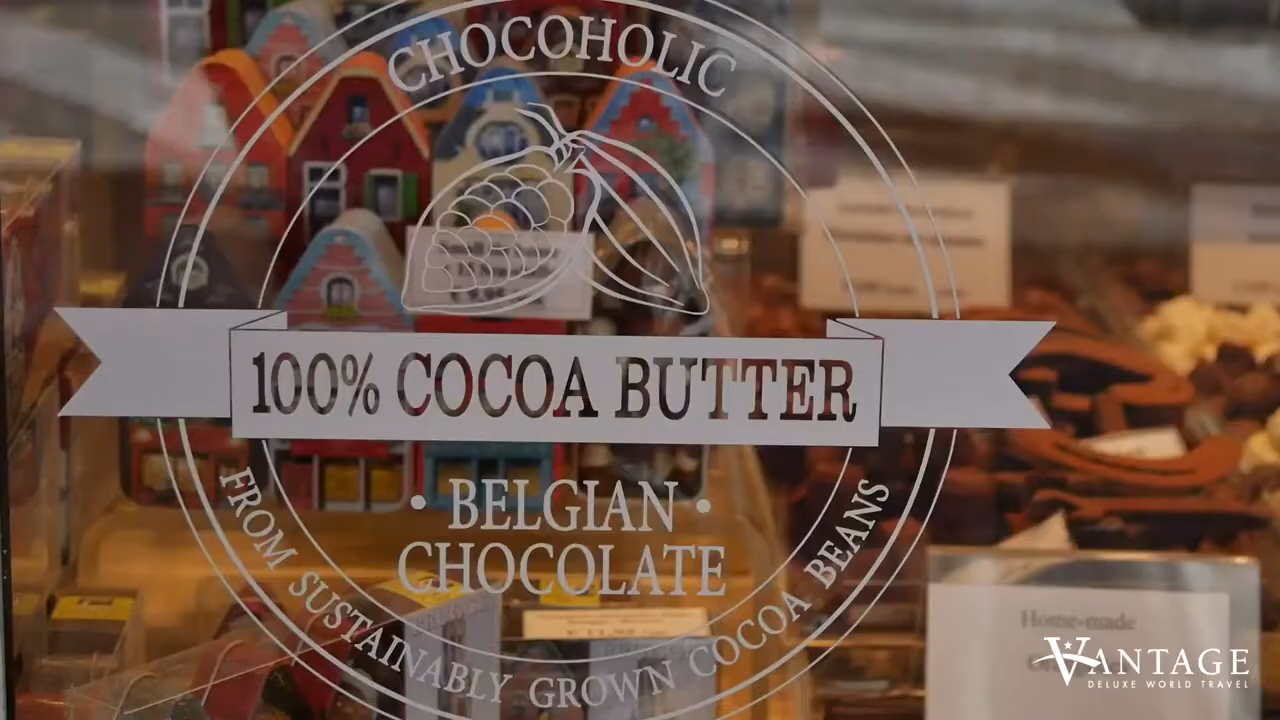 CHOCOHOLIC
100% COCOA BUTTER
• BELGIAN •
CHOCOLATE
FROM SUSTAINABLY GROWN COCOA BEANS
Home-made
VANTAGE
DELUXE WORLD TRAVEL